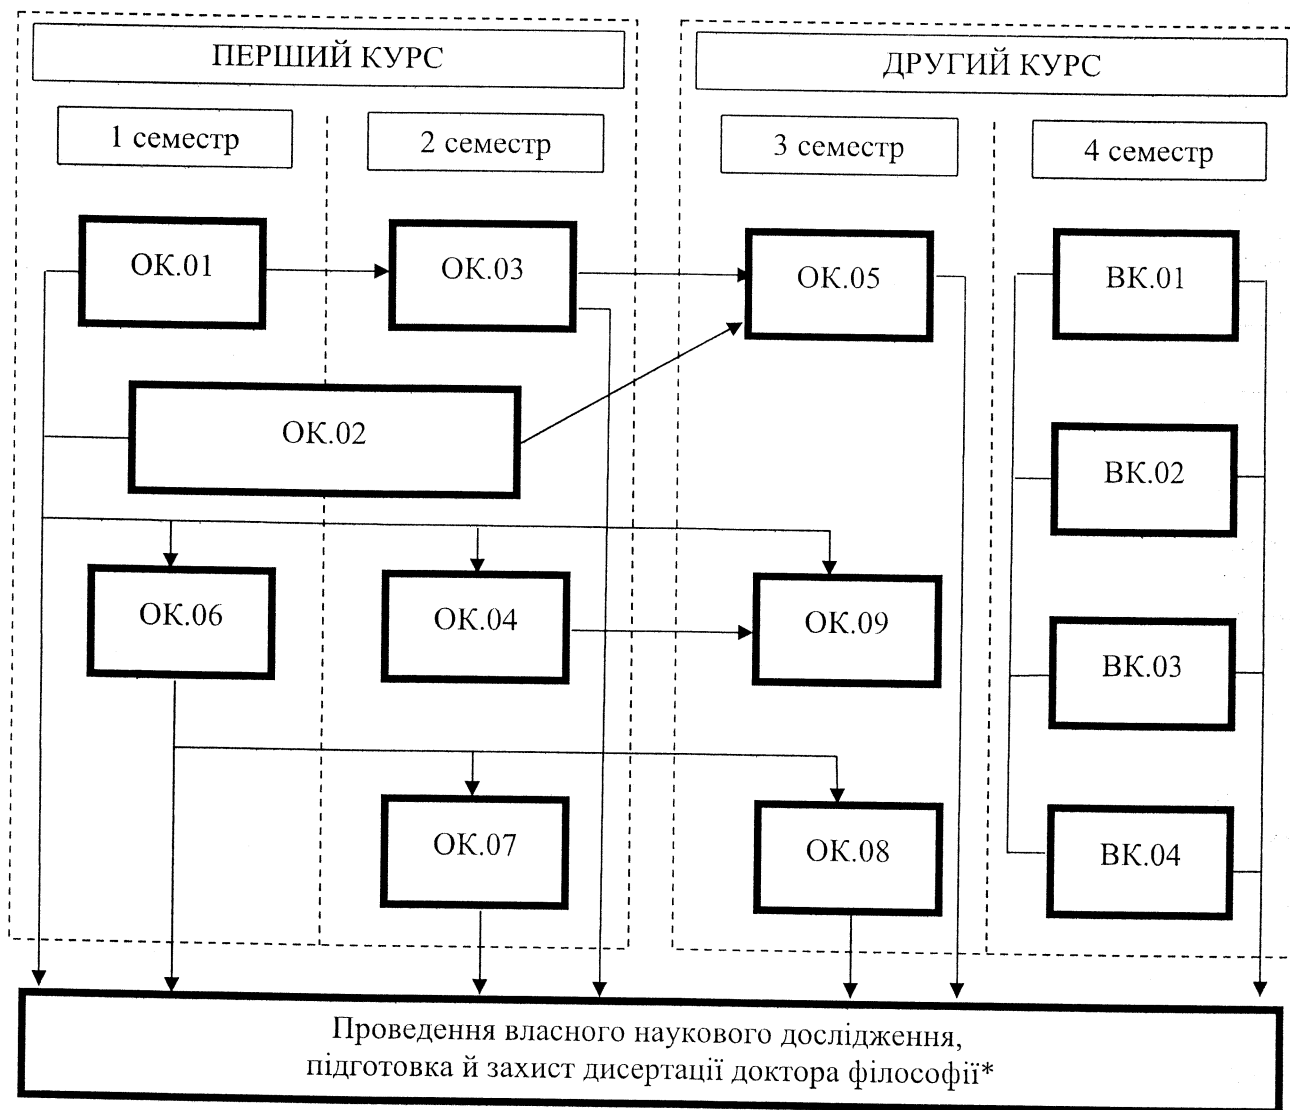 ПЕРШИЙ КУРС
ДРУГИЙ КУРС
1 семестр
2 семестр
3 семестр
4 семестр
ОК.01
ОК.03
ОК.05
ВК.01
ОК.02
ВК.02
ОК.06
ОК.04
ОК.09
ВК.03
ОК.07
ОК.08
ВК.04
Проведення власного наукового дослідження,
підготовка й захист дисертації доктора філософії*